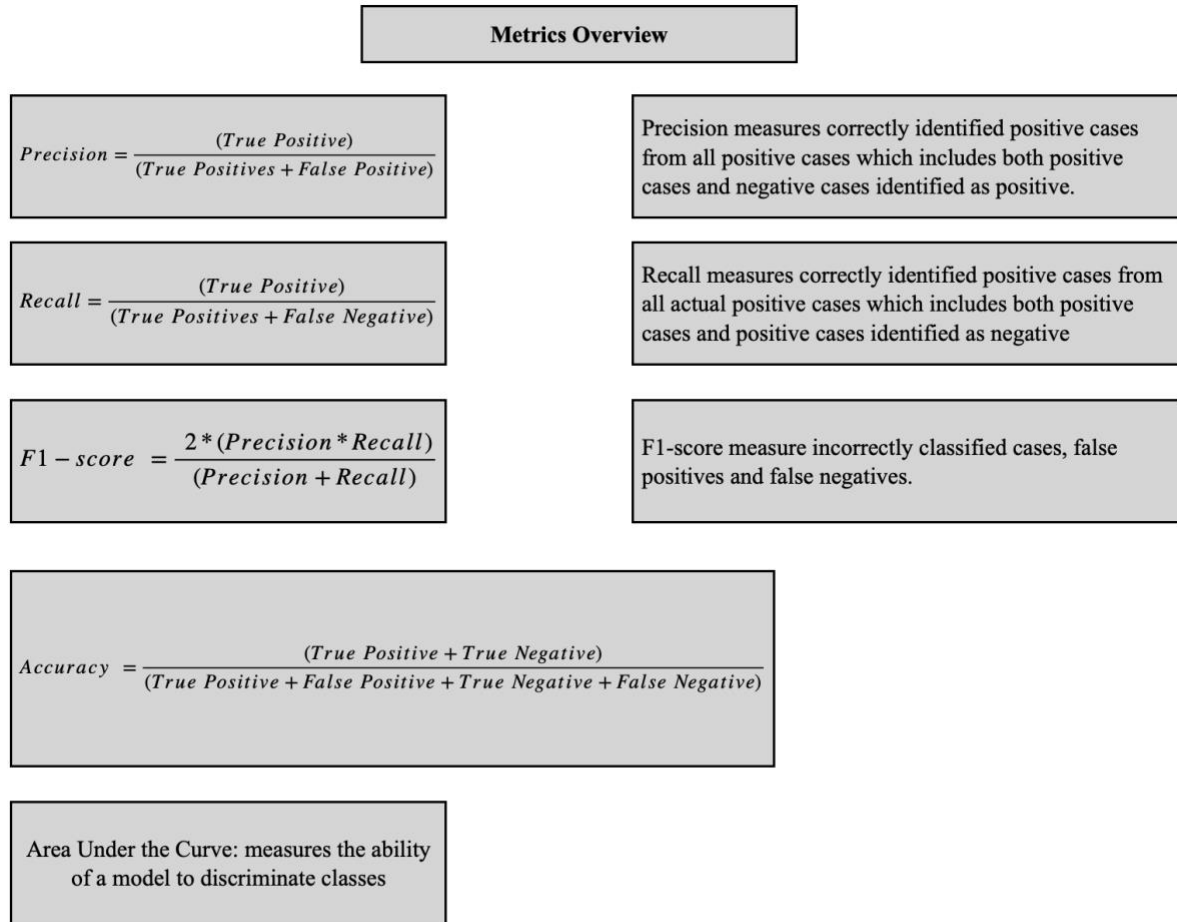 Metrics Overview
Precision = (True Positive) / (True Positives + False Positive)
Precision measures correctly identified positive cases
from all positive cases which includes both positive
cases and negative cases identified as positive.
Recall = (True Positive) / (True Positives + False Negative)
Recall measures correctly identified positive cases from
all actual positive cases which includes both positive
cases and positive cases identified as negative
F1 − score = 2 * (Precision * Recall) / (Precision + Recall)
F1-score measure incorrectly classified cases, false
positives and false negatives.
Accuracy = (True Positive + True Negative) / (True Positive + False Positive + True Negative + False Negative)
Area Under the Curve: measures the ability
of a model to discriminate classes